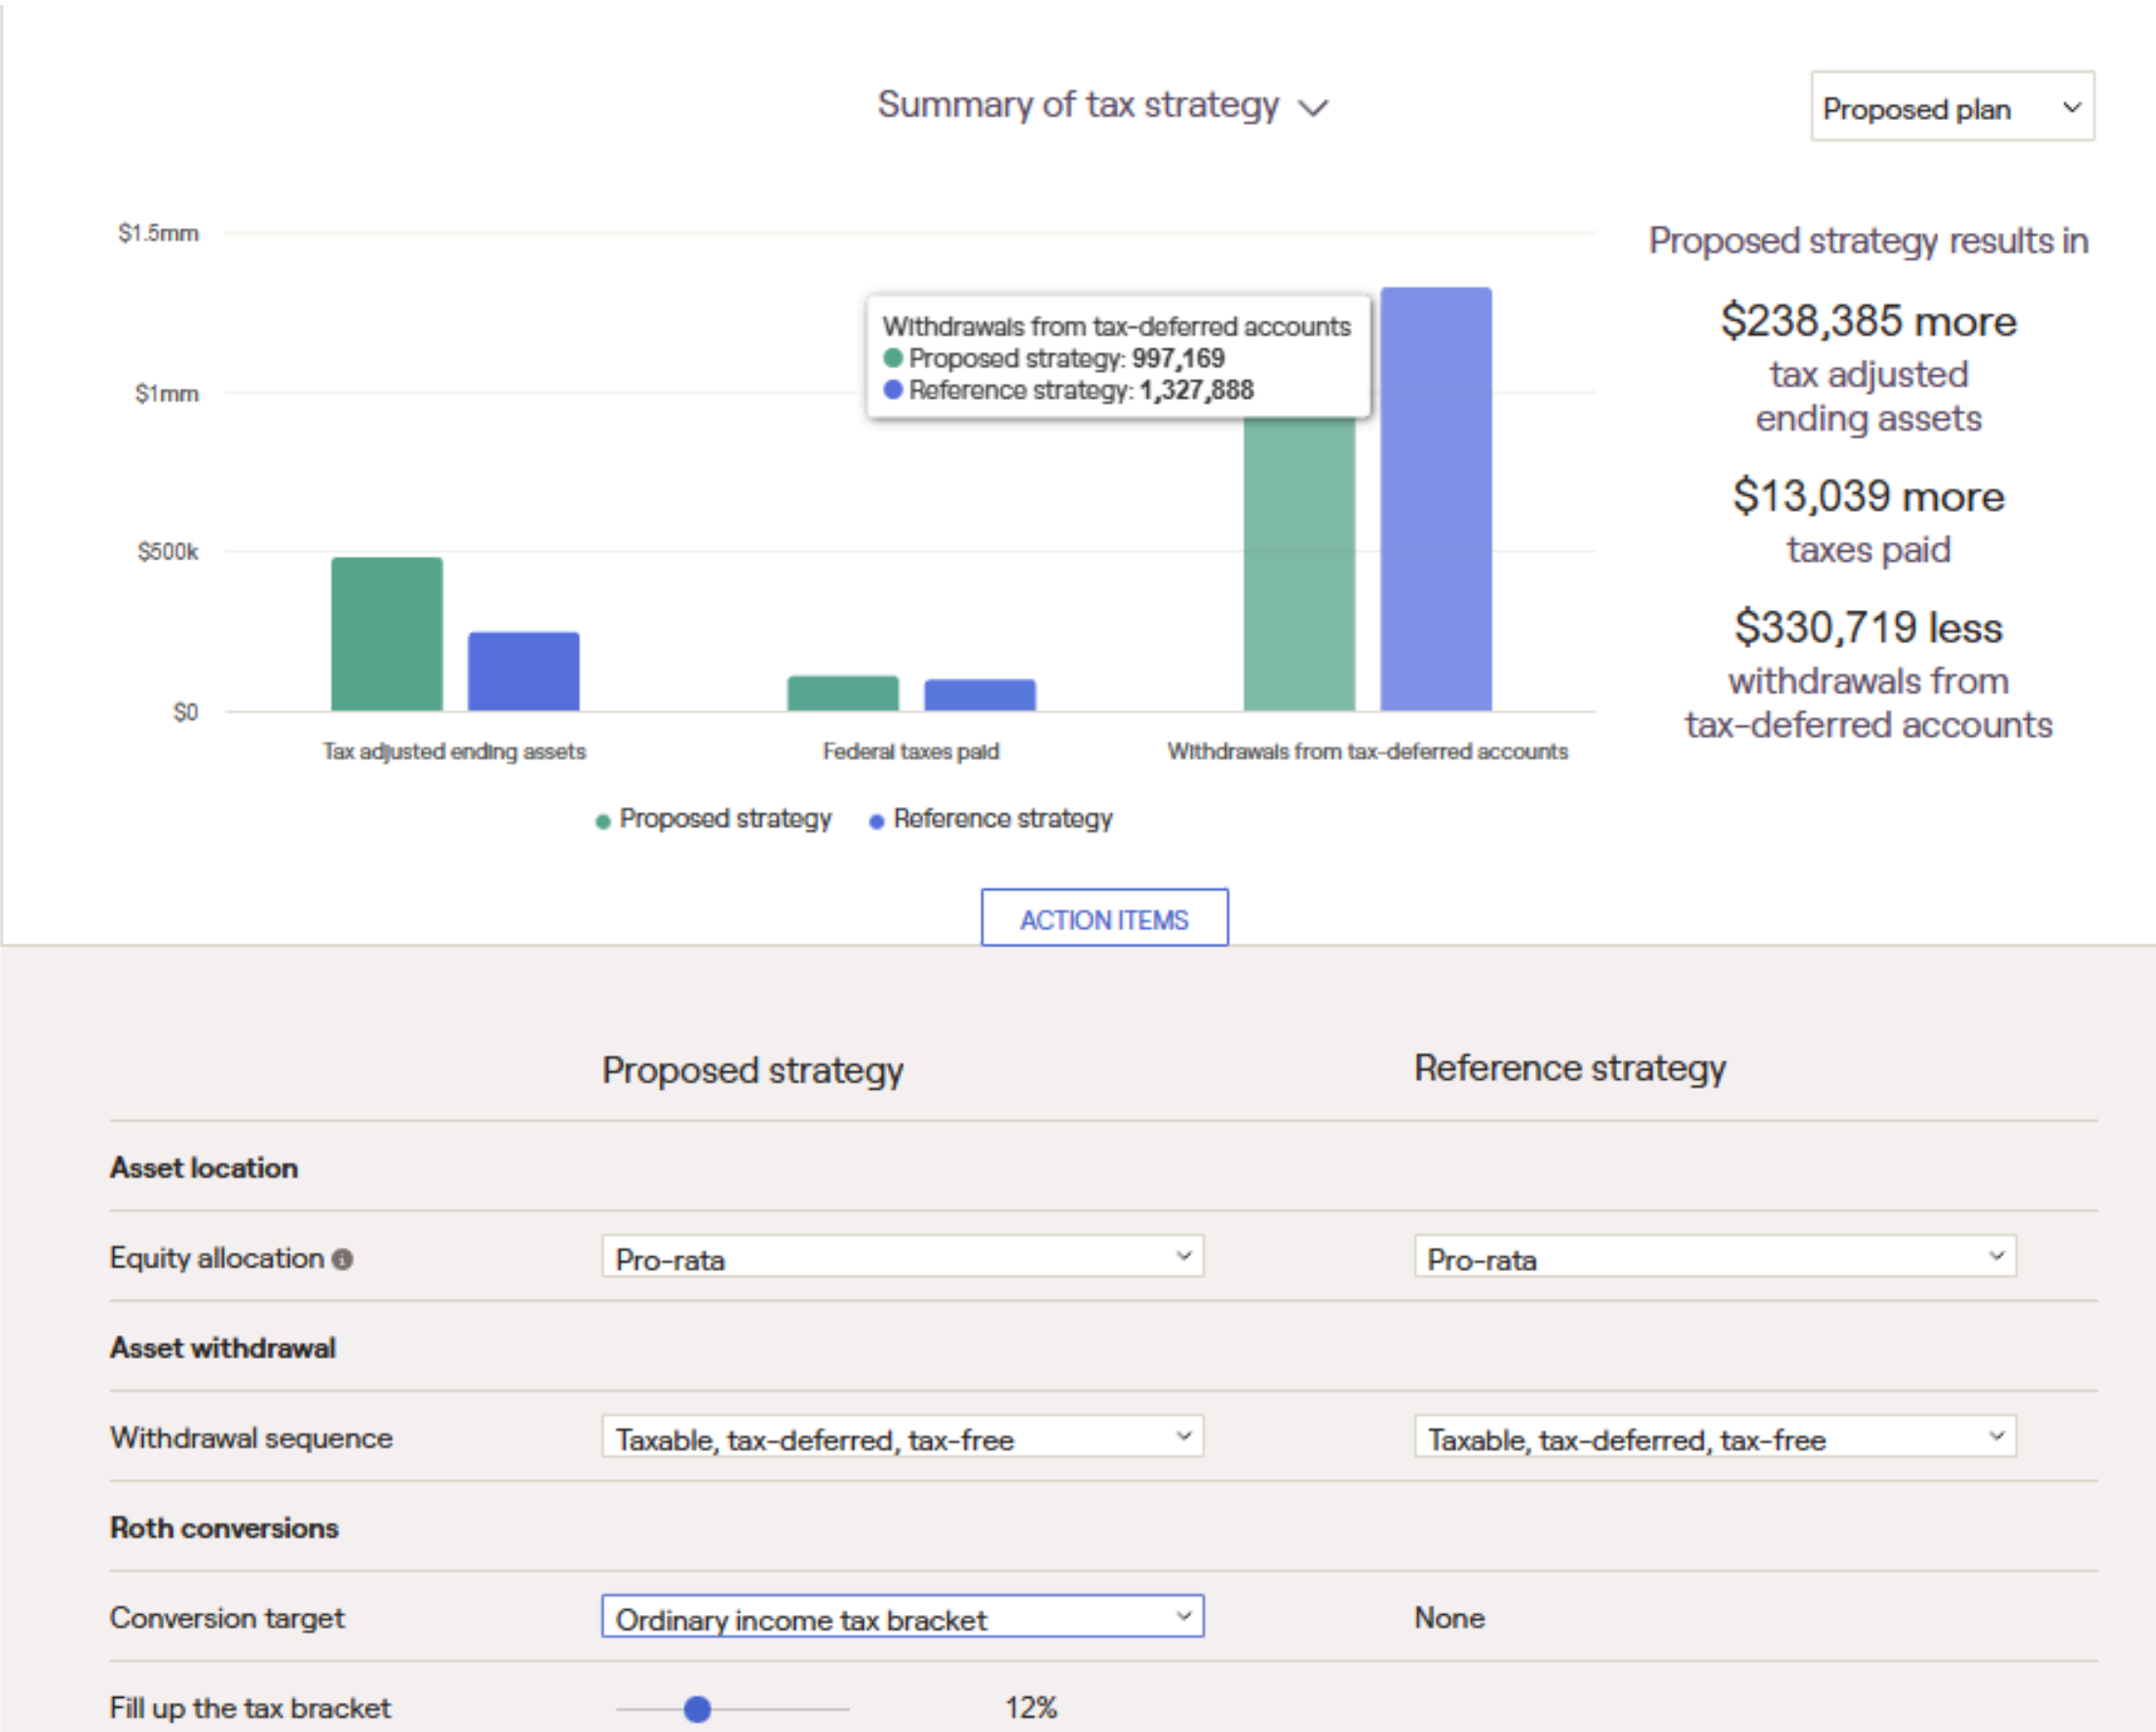 Summary of tax strategy
Proposed plan
$1.5mm
$1mm
$500k
$0
Withdrawals from tax-deferred accounts
Proposed strategy: 997,169
Reference strategy: 1,327,888
Tax adjusted ending assets
Federal taxes paid
Withdrawals from tax-deferred accounts
Proposed strategy
Reference strategy
Proposed strategy results in
$238,385 more
tax adjusted
ending assets
$13,039 more
taxes paid
$330,719 less
withdrawals from
tax-deferred accounts
ACTION ITEMS
Proposed strategy
Reference strategy
Asset location
Equity allocation
Pro-rata
Pro-rata
Asset withdrawal
Withdrawal sequence
Taxable, tax-deferred, tax-free
Taxable, tax-deferred, tax-free
Roth conversions
Conversion target
Ordinary income tax bracket
None
Fill up the tax bracket
12%